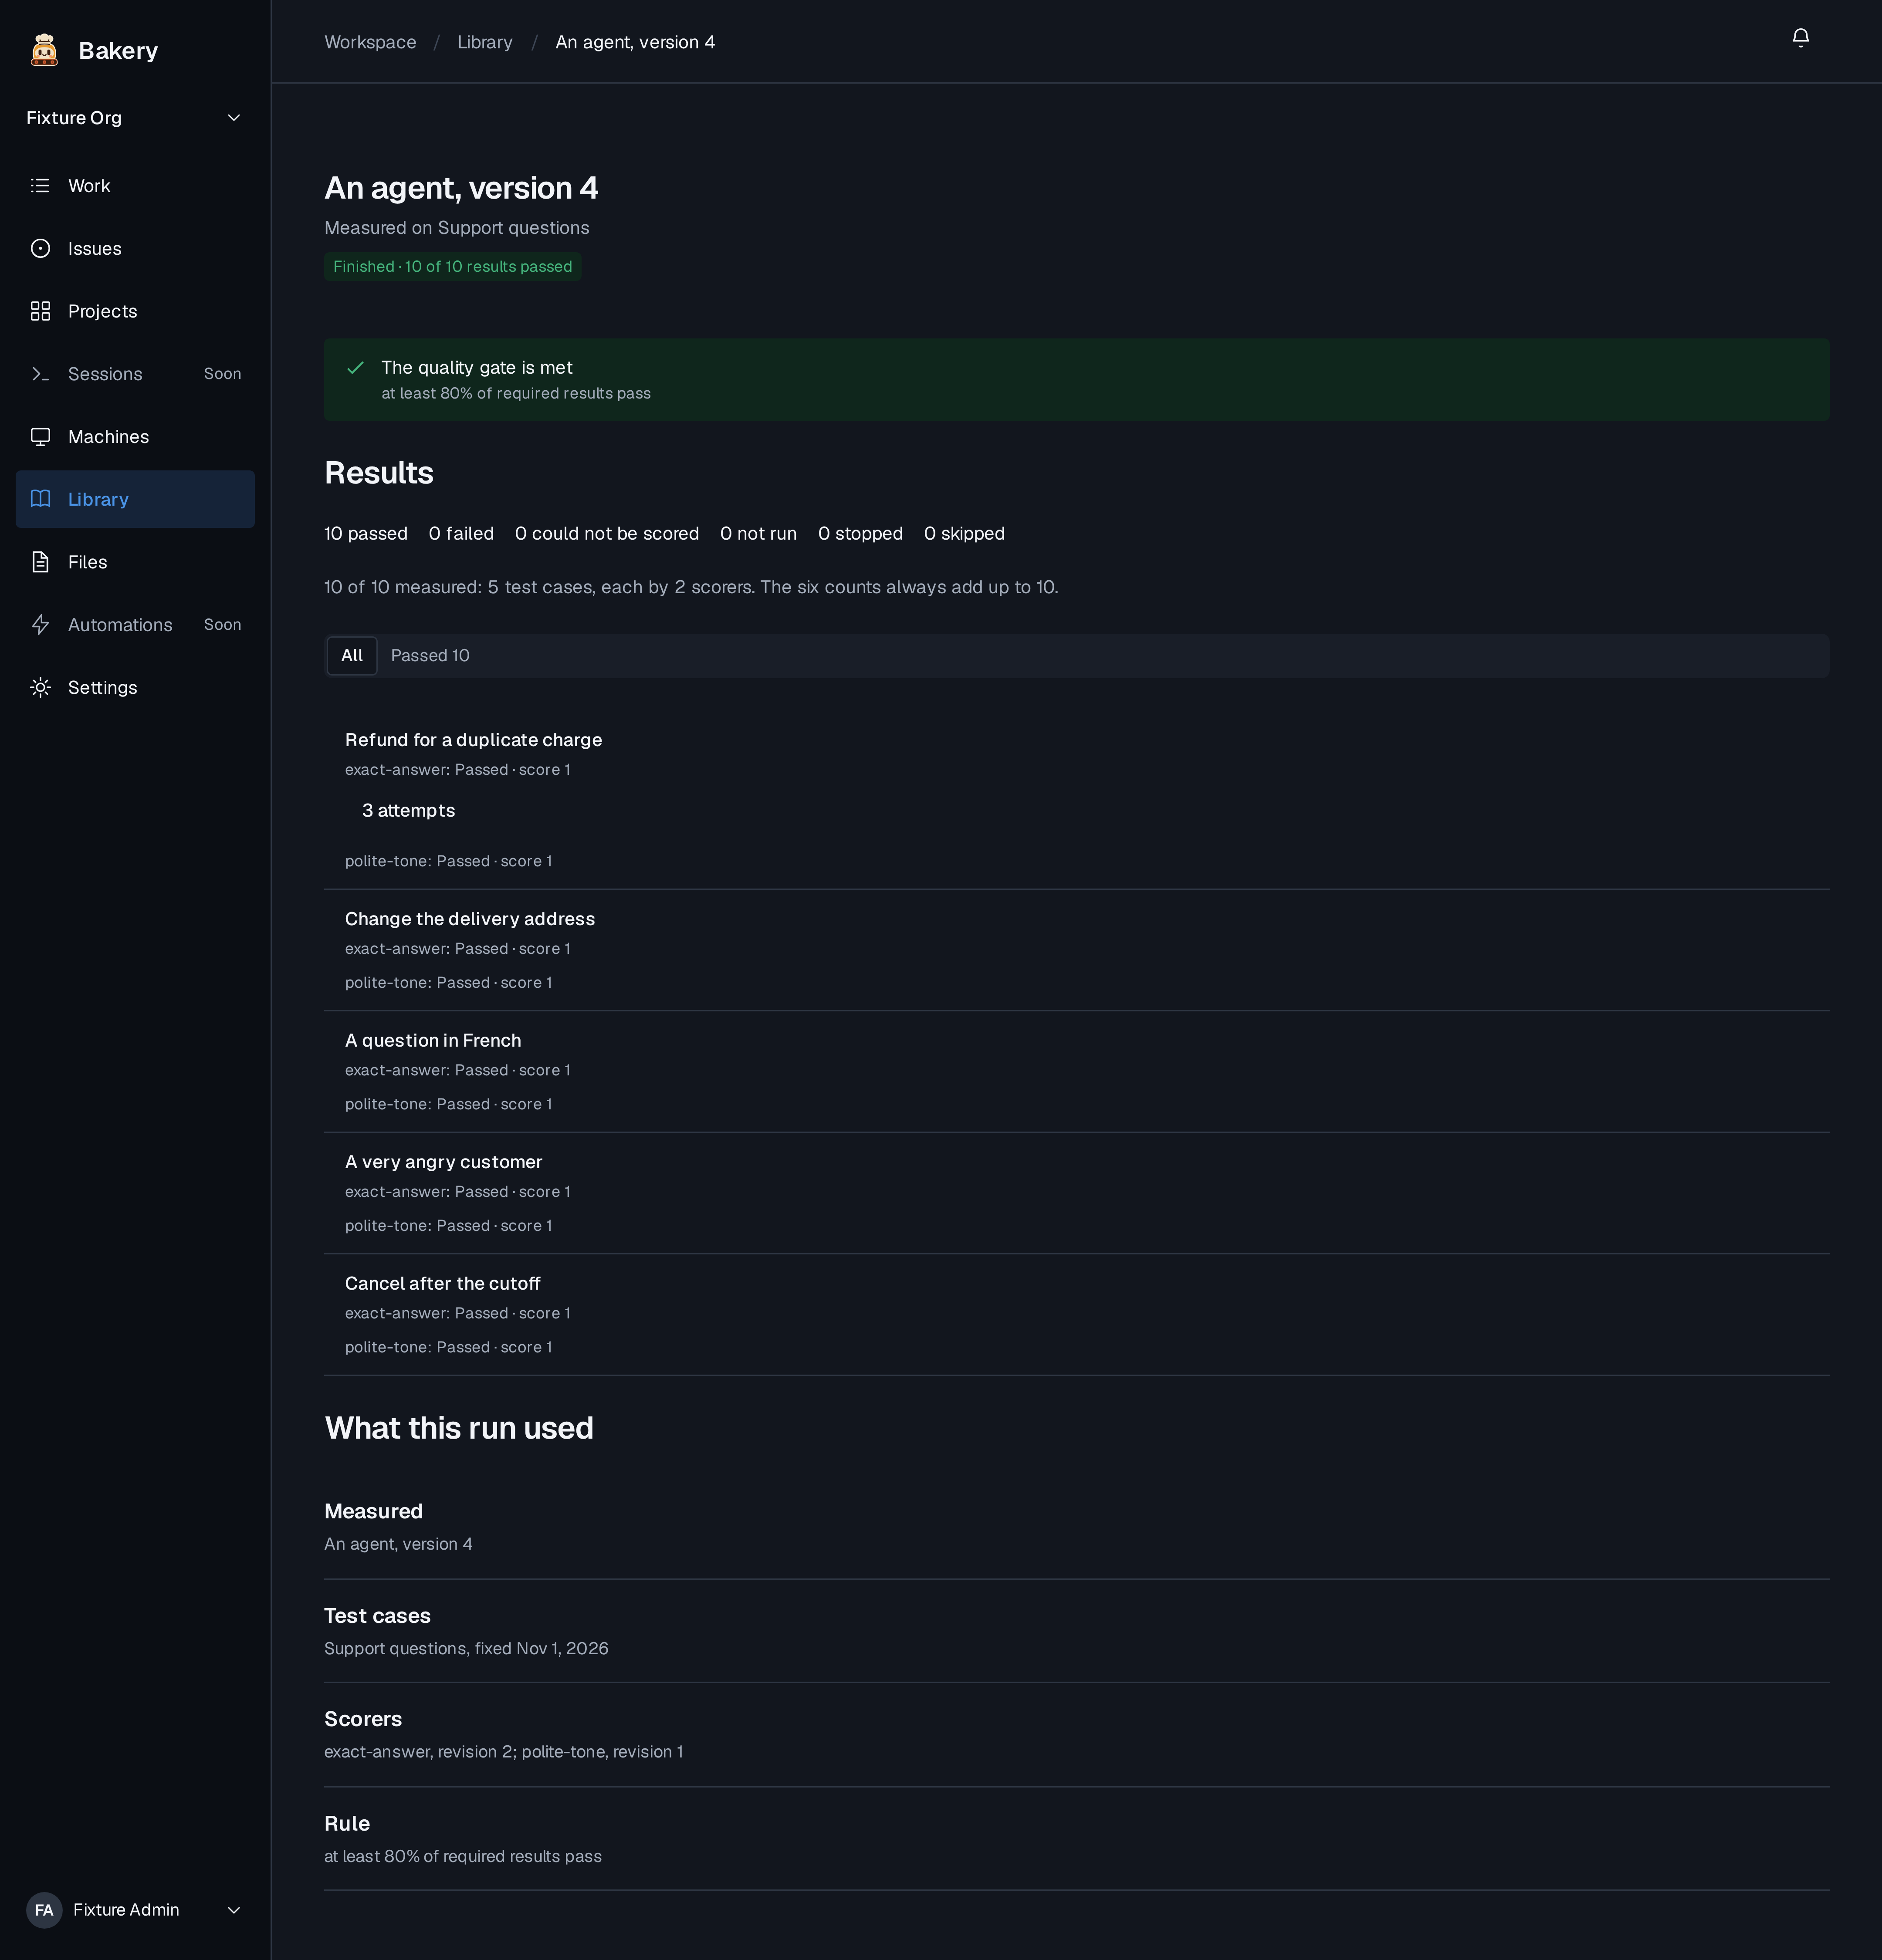 Bakery
Fixture Org
Work
Issues
Projects
Sessions Soon
Machines
Library
Files
Automations Soon
Settings
FA Fixture Admin
Workspace / Library / An agent, version 4
An agent, version 4
Measured on Support questions
Finished · 10 of 10 results passed
The quality gate is met
at least 80% of required results pass
Results
10 passed 0 failed 0 could not be scored 0 not run 0 stopped 0 skipped
10 of 10 measured: 5 test cases, each by 2 scorers. The six counts always add up to 10.
All Passed 10
Refund for a duplicate charge
exact-answer: Passed · score 1
3 attempts
polite-tone: Passed · score 1
Change the delivery address
exact-answer: Passed · score 1
polite-tone: Passed · score 1
A question in French
exact-answer: Passed · score 1
polite-tone: Passed · score 1
A very angry customer
exact-answer: Passed · score 1
polite-tone: Passed · score 1
Cancel after the cutoff
exact-answer: Passed · score 1
polite-tone: Passed · score 1
What this run used
Measured
An agent, version 4
Test cases
Support questions, fixed Nov 1, 2026
Scorers
exact-answer, revision 2; polite-tone, revision 1
Rule
at least 80% of required results pass